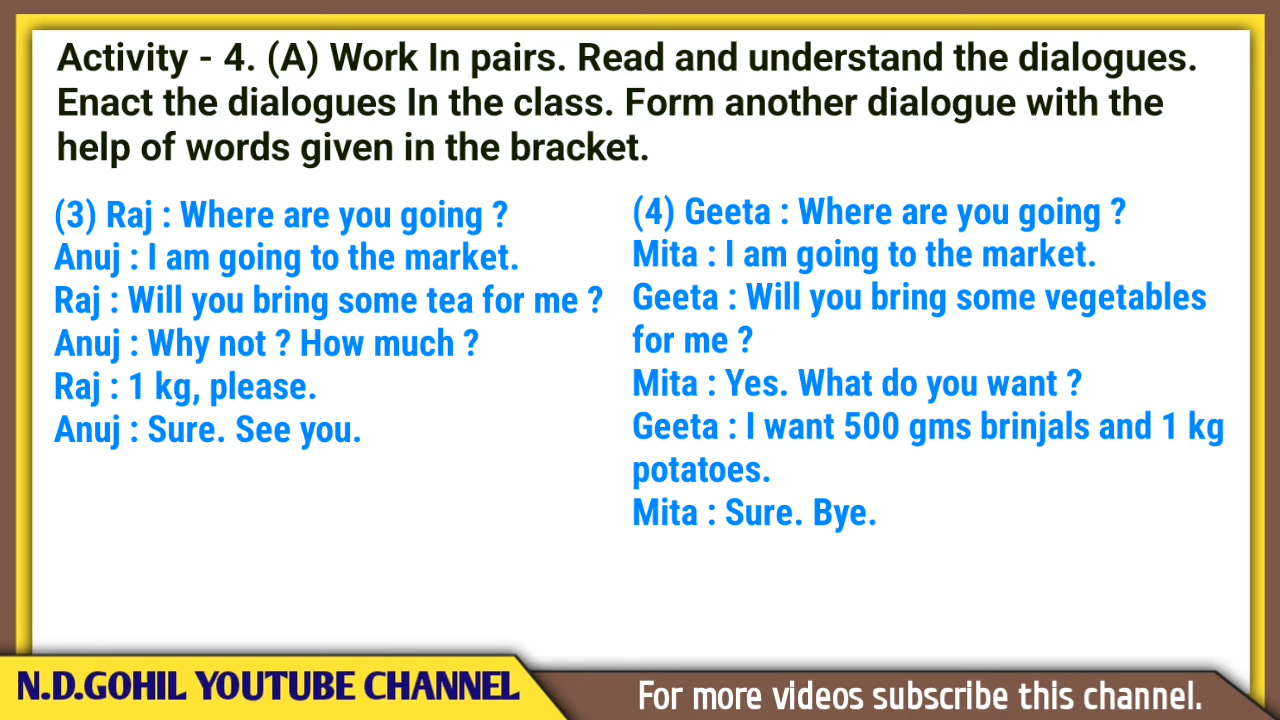 Activity - 4. (A) Work In pairs. Read and understand the dialogues.
Enact the dialogues In the class. Form another dialogue with the
help of words given in the bracket.
(3) Raj : Where are you going ?
Anuj : I am going to the market.
Raj : Will you bring some tea for me ?
Anuj : Why not ? How much ?
Raj : 1 kg, please.
Anuj : Sure. See you.
(4) Geeta : Where are you going ?
Mita : I am going to the market.
Geeta : Will you bring some vegetables
for me ?
Mita : Yes. What do you want ?
Geeta : I want 500 gms brinjals and 1 kg
potatoes.
Mita : Sure. Bye.
N.D.GOHIL YOUTUBE CHANNEL
For more videos subscribe this channel.